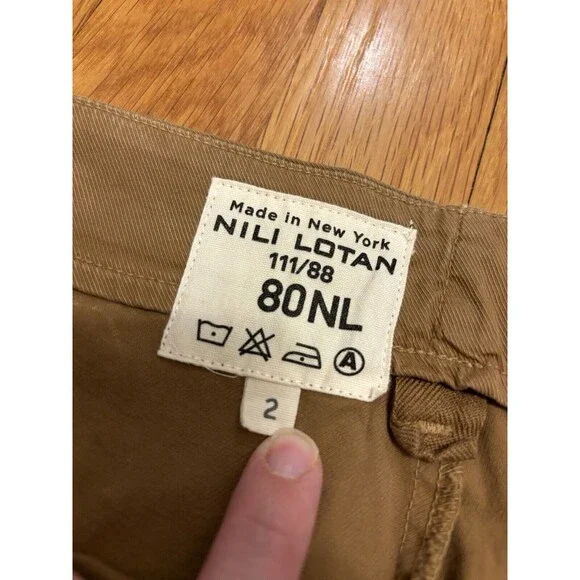 Made in New York
NILI LOTAN
111/88
80NL
A
2